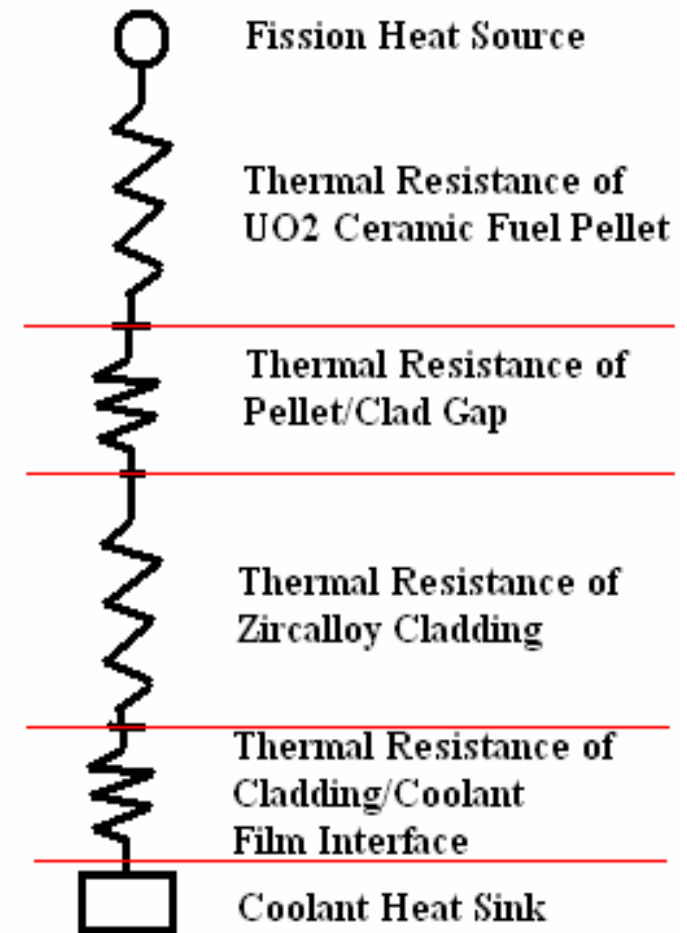 Fission Heat Source
Thermal Resistance of
UO2 Ceramic Fuel Pellet
Thermal Resistance of
Pellet/Clad Gap
Thermal Resistance of
Zircalloy Cladding
Thermal Resistance of
Cladding/Coolant
Film Interface
Coolant Heat Sink